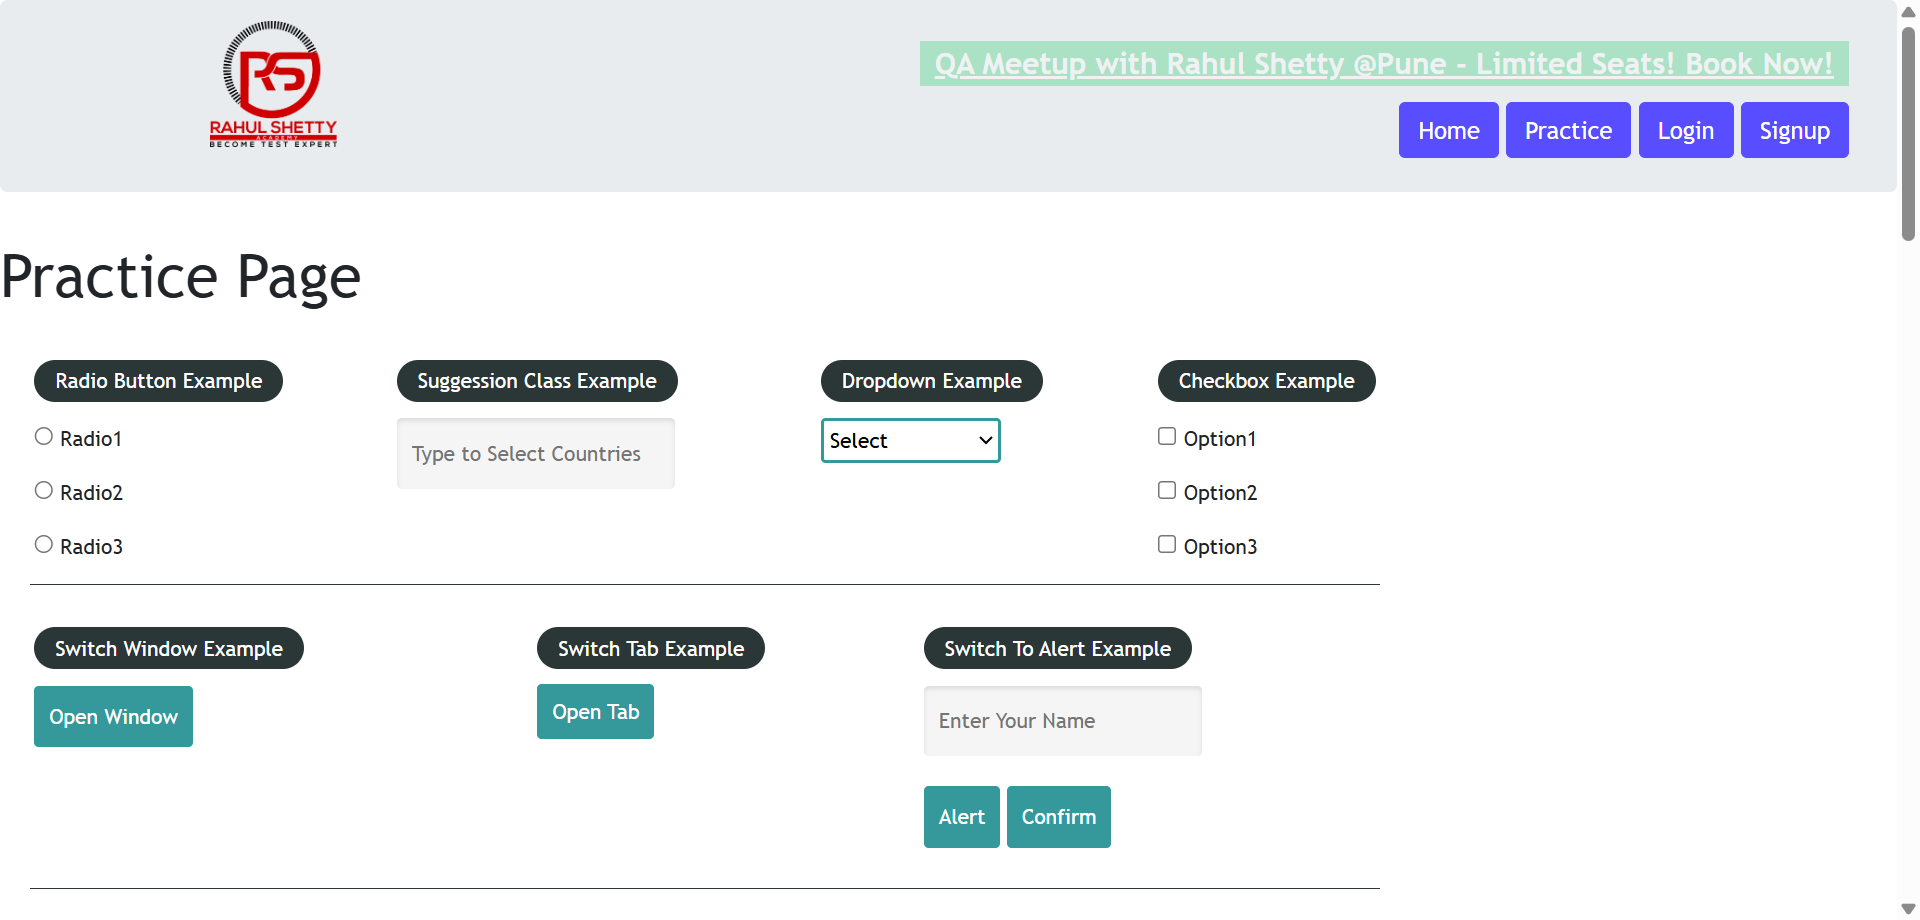 RS
RAHUL SHETTY
ACADEMY
BECOME TEST EXPERT
QA Meetup with Rahul Shetty @Pune - Limited Seats! Book Now!
Home Practice Login Signup
Practice Page
Radio Button Example
Radio1
Radio2
Radio3
Suggession Class Example
Type to Select Countries
Dropdown Example
Select
Checkbox Example
Option1
Option2
Option3
Switch Window Example
Open Window
Switch Tab Example
Open Tab
Switch To Alert Example
Enter Your Name
Alert Confirm